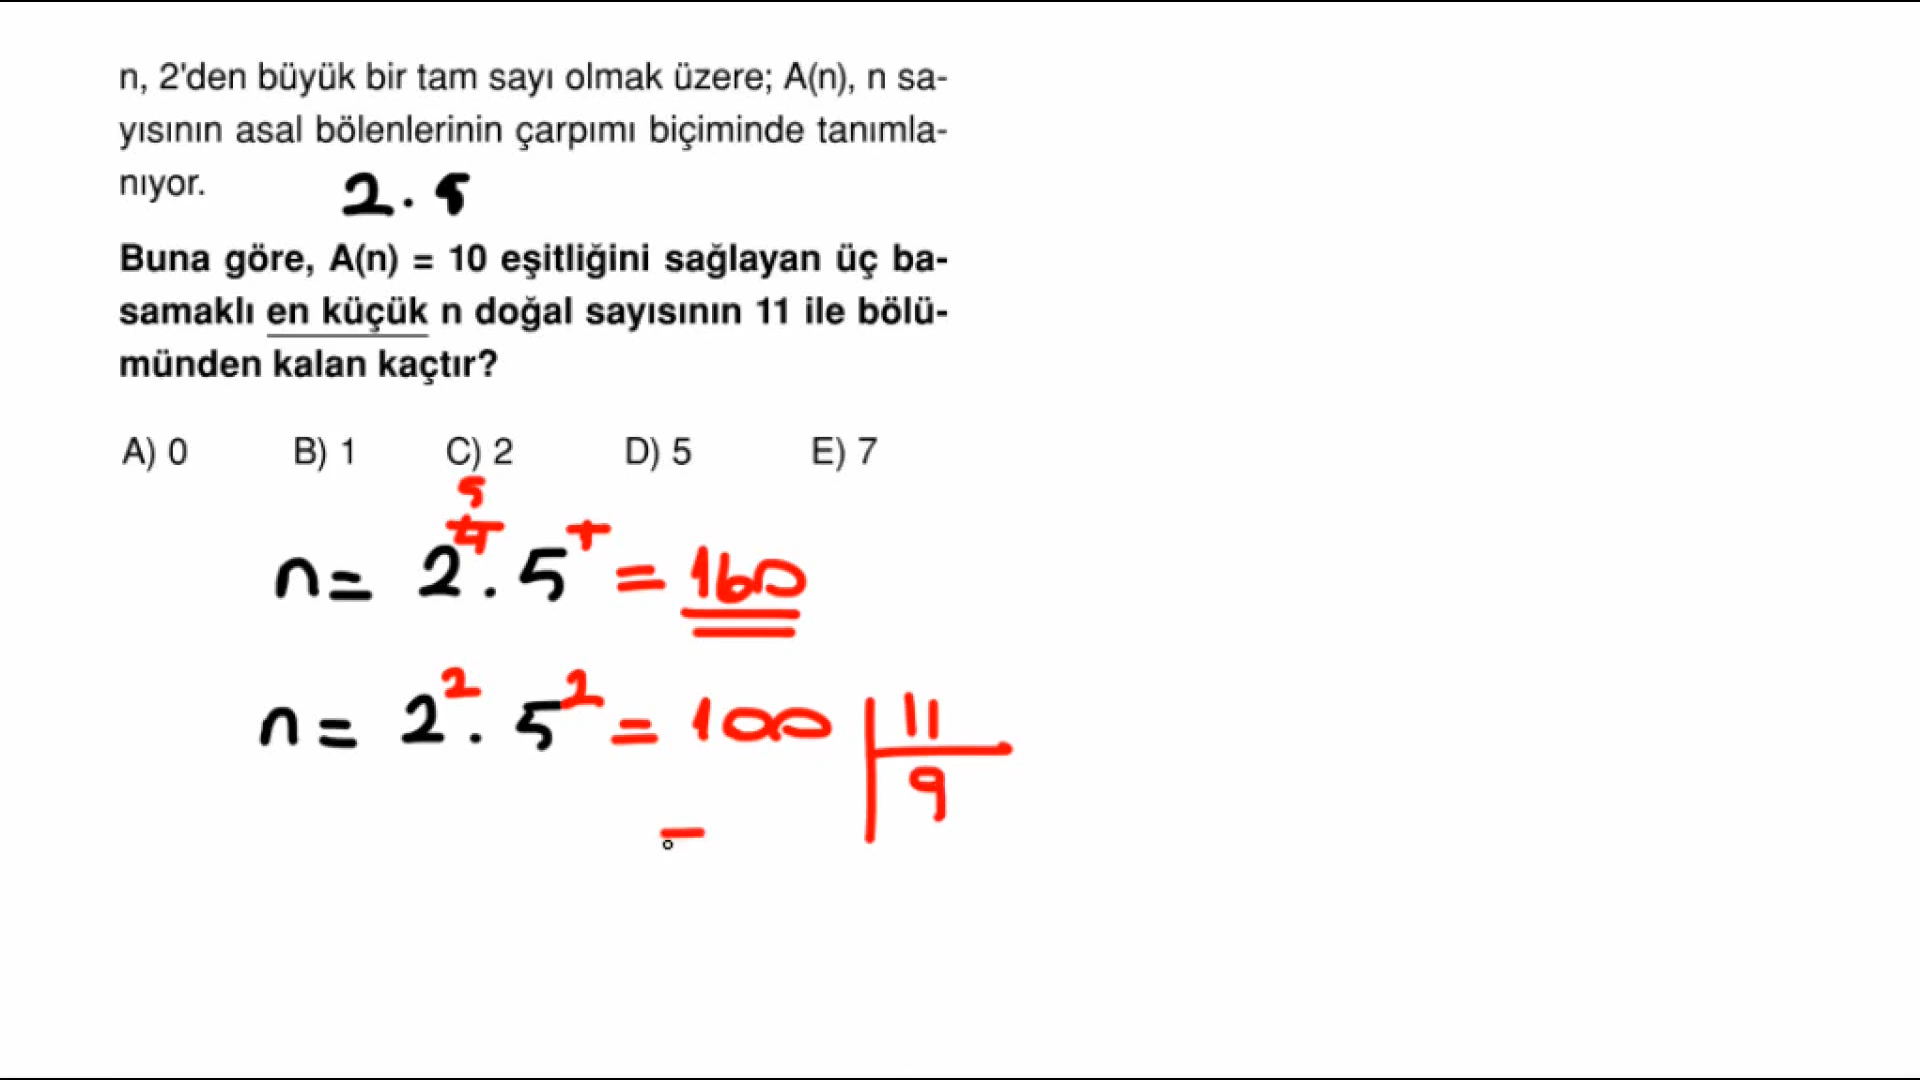 n, 2'den büyük bir tam sayı olmak üzere; A(n), n sa-
yısının asal bölenlerinin çarpımı biçiminde tanımla-
nıyor.
2 . 5
Buna göre, A(n) = 10 eşitliğini sağlayan üç ba-
samaklı en küçük n doğal sayısının 11 ile bölü-
münden kalan kaçtır?
A) 0 B) 1 C) 2 D) 5 E) 7
5
n = 2⁴ . 5⁺ = 160
n = 2² . 5² = 100 11
9